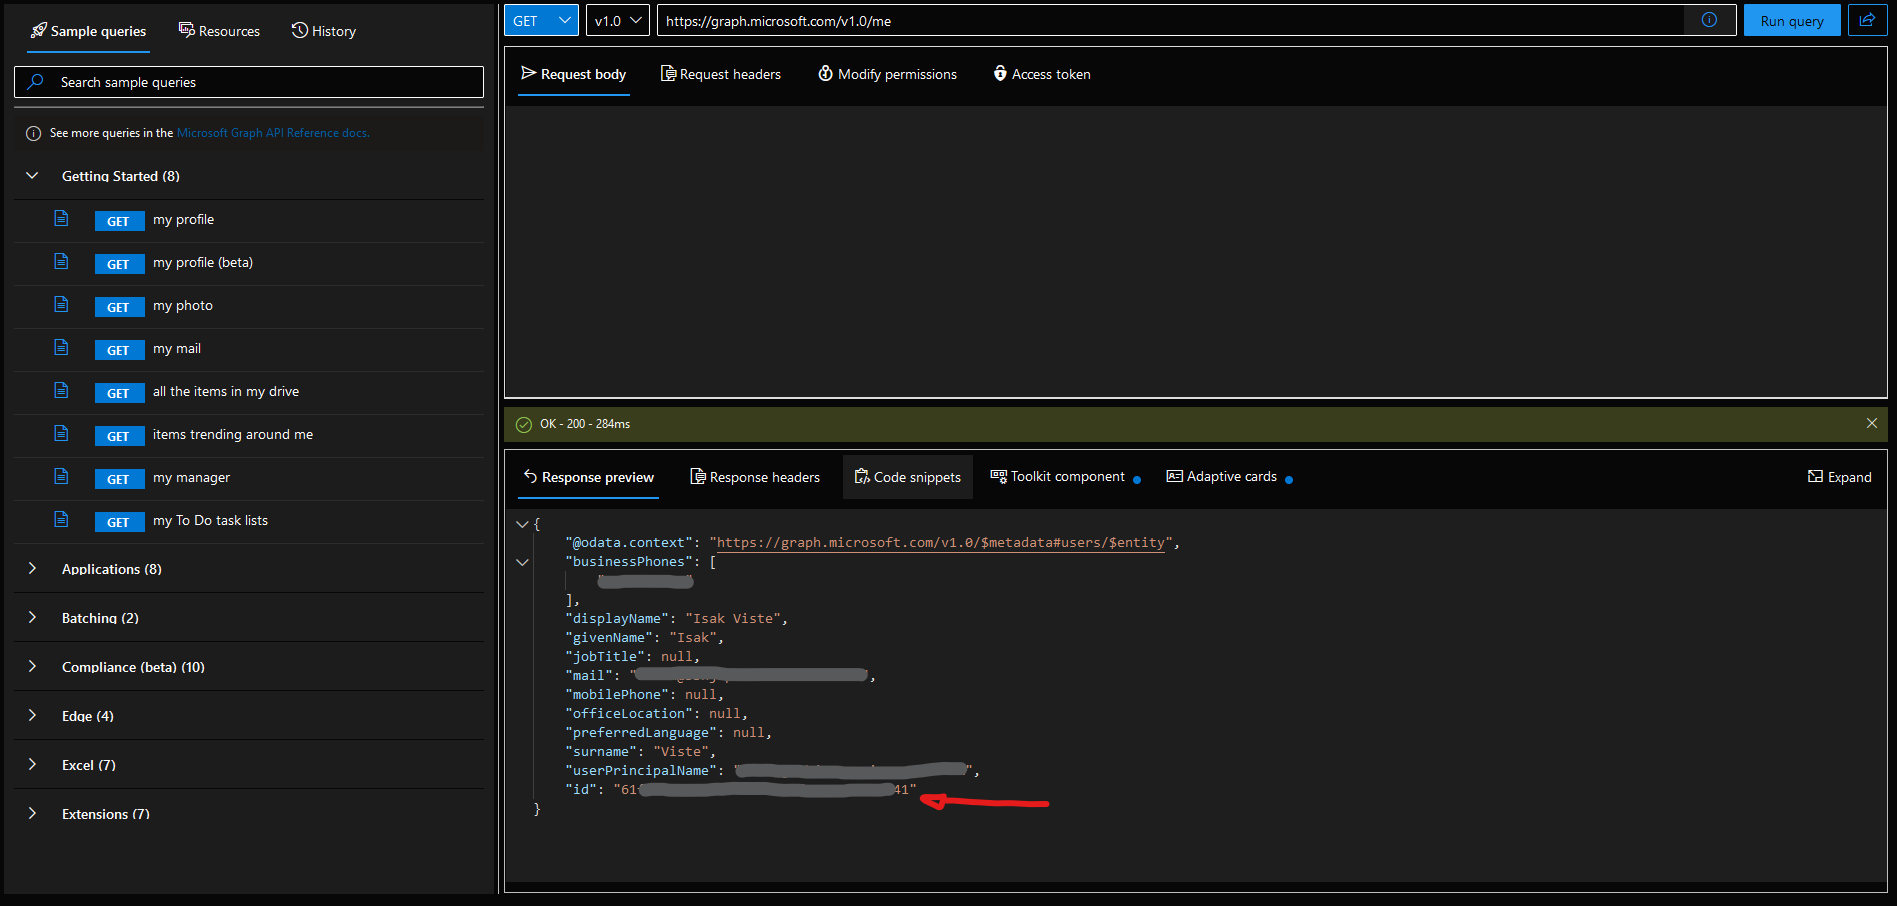 Sample queries
Resources
History
Search sample queries
See more queries in the Microsoft Graph API Reference docs.
Getting Started (8)
GET my profile
GET my profile (beta)
GET my photo
GET my mail
GET all the items in my drive
GET items trending around me
GET my manager
GET my To Do task lists
Applications (8)
Batching (2)
Compliance (beta) (10)
Edge (4)
Excel (7)
Extensions (7)
GET
v1.0
https://graph.microsoft.com/v1.0/me
Run query
Request body
Request headers
Modify permissions
Access token
OK - 200 - 284ms
Response preview
Response headers
Code snippets
Toolkit component
Adaptive cards
Expand
{
"@odata.context": "https://graph.microsoft.com/v1.0/$metadata#users/$entity",
"businessPhones": [
],
"displayName": "Isak Viste",
"givenName": "Isak",
"jobTitle": null,
"mail": "",
"mobilePhone": null,
"officeLocation": null,
"preferredLanguage": null,
"surname": "Viste",
"userPrincipalName": "",
"id": "61 41"
}